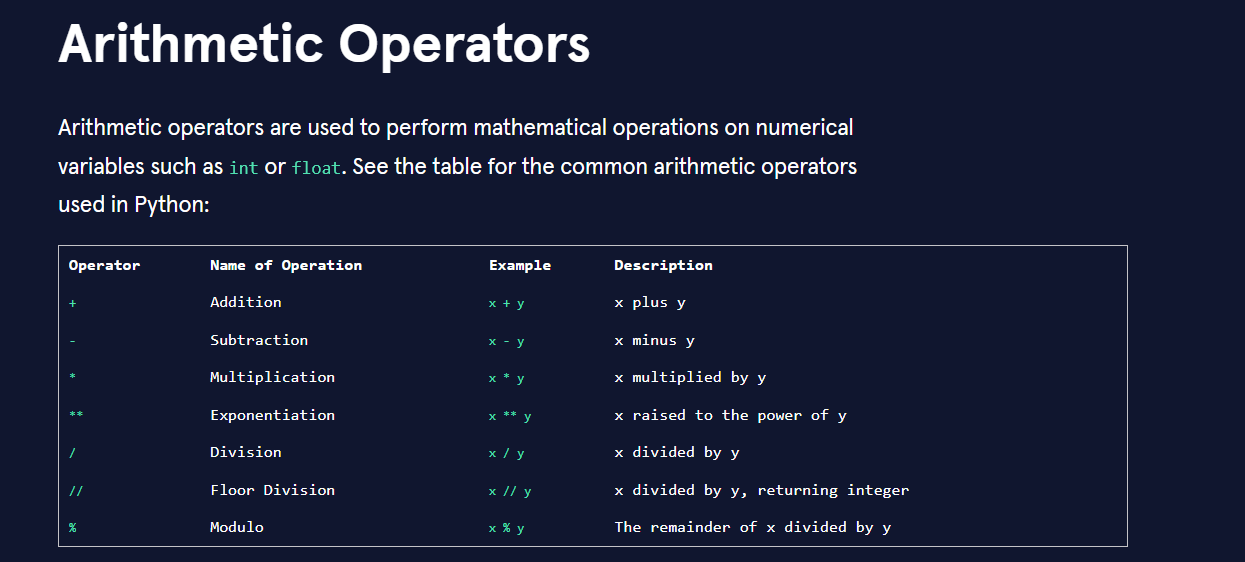 Arithmetic Operators
Arithmetic operators are used to perform mathematical operations on numerical
variables such as int or float. See the table for the common arithmetic operators
used in Python:
Operator Name of Operation Example Description
+ Addition x + y x plus y
- Subtraction x - y x minus y
* Multiplication x * y x multiplied by y
** Exponentiation x ** y x raised to the power of y
/ Division x / y x divided by y
// Floor Division x // y x divided by y, returning integer
% Modulo x % y The remainder of x divided by y